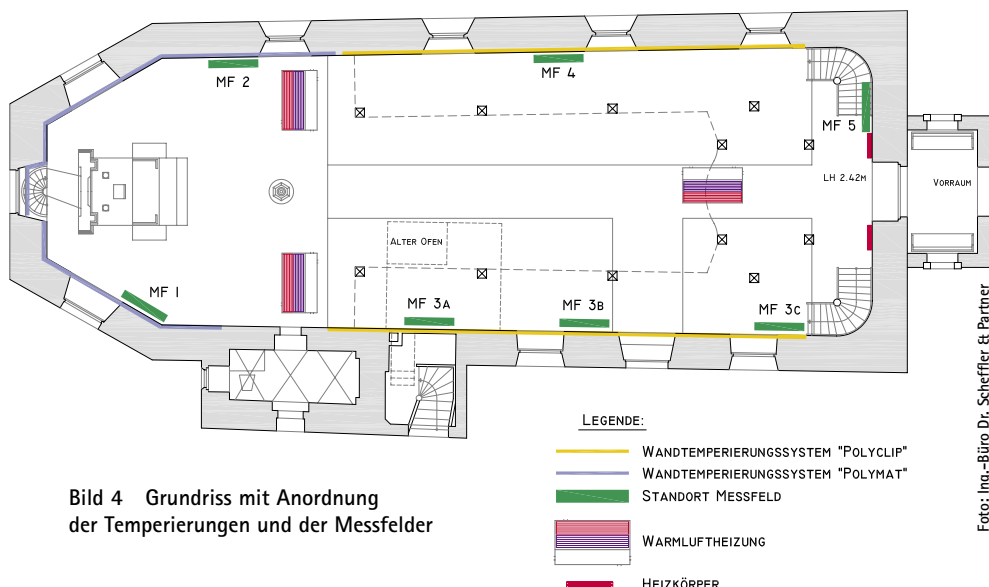 MF 2
MF 4
MF 5
LH 2.42M
VORRAUM
ALTER OFEN
MF 1
MF 3A
MF 3B
MF 3C
LEGENDE:
WANDTEMPERIERUNGSSYSTEM "POLYCLIP"
WANDTEMPERIERUNGSSYSTEM "POLYMAT"
STANDORT MESSFELD
WARMLUFTHEIZUNG
HEIZKÖRPER
Bild 4 Grundriss mit Anordnung
der Temperierungen und der Messfelder
Foto: Ing.-Büro Dr. Scheffler & Partner